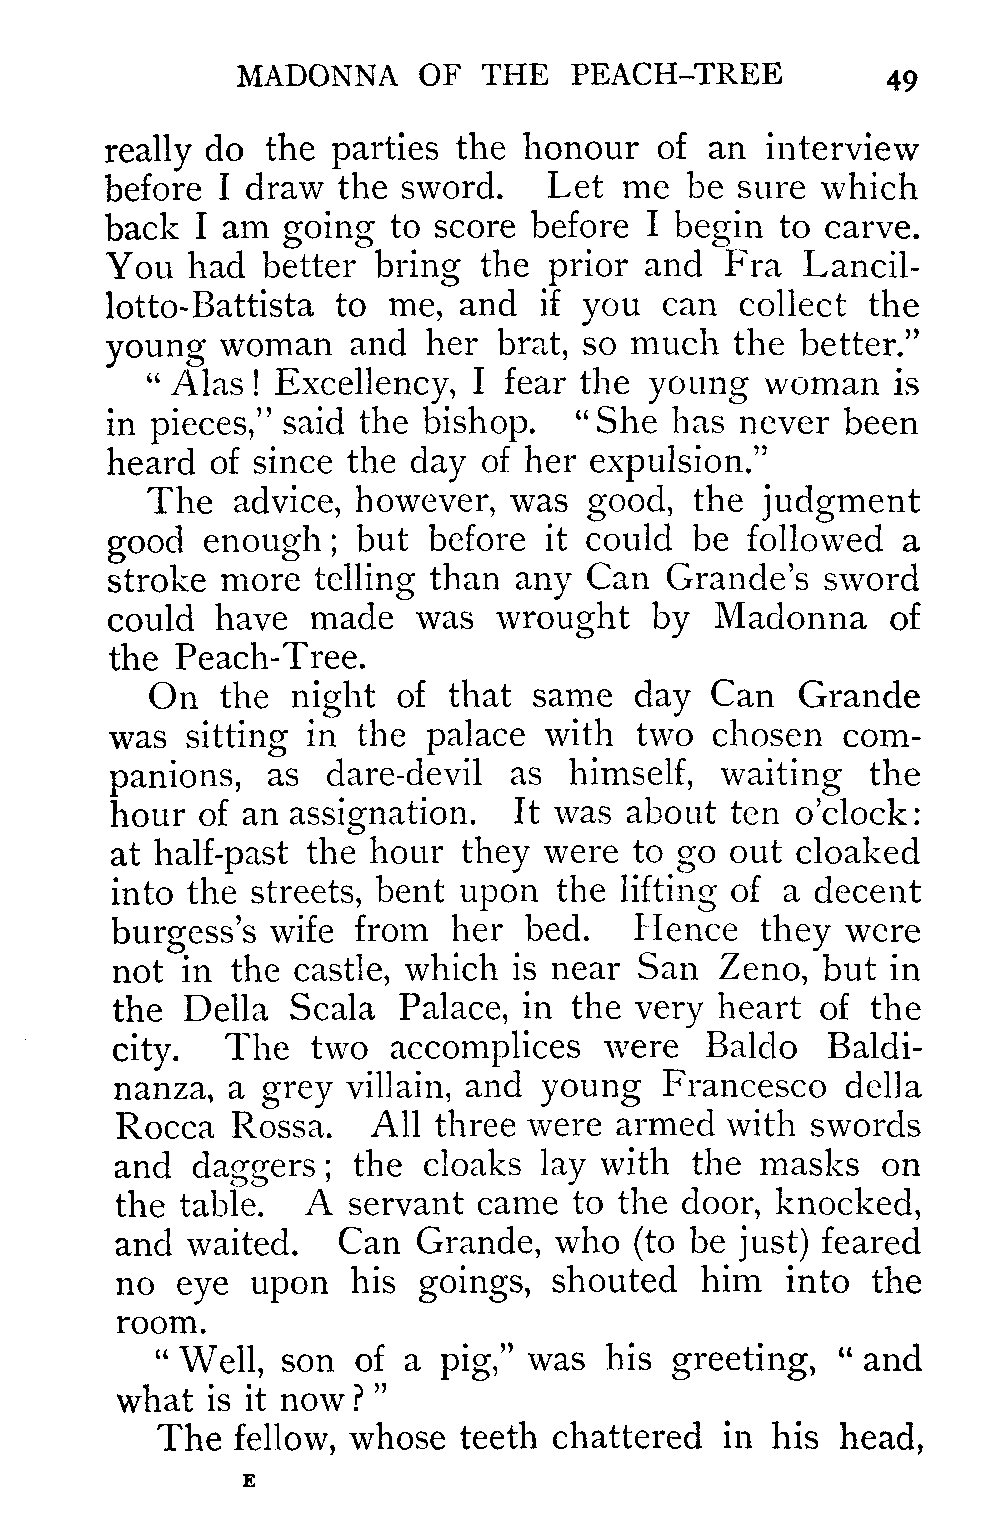 MADONNA OF THE PEACH-TREE 49
really do the parties the honour of an interview
before I draw the sword. Let me be sure which
back I am going to score before I begin to carve.
You had better bring the prior and Fra Lancil-
lotto-Battista to me, and if you can collect the
young woman and her brat, so much the better.”
“ Alas ! Excellency, I fear the young woman is
in pieces,” said the bishop. “ She has never been
heard of since the day of her expulsion.”
The advice, however, was good, the judgment
good enough ; but before it could be followed a
stroke more telling than any Can Grande’s sword
could have made was wrought by Madonna of
the Peach-Tree.
On the night of that same day Can Grande
was sitting in the palace with two chosen com-
panions, as dare-devil as himself, waiting the
hour of an assignation. It was about ten o’clock:
at half-past the hour they were to go out cloaked
into the streets, bent upon the lifting of a decent
burgess’s wife from her bed. Hence they were
not in the castle, which is near San Zeno, but in
the Della Scala Palace, in the very heart of the
city. The two accomplices were Baldo Baldi-
nanza, a grey villain, and young Francesco della
Rocca Rossa. All three were armed with swords
and daggers ; the cloaks lay with the masks on
the table. A servant came to the door, knocked,
and waited. Can Grande, who (to be just) feared
no eye upon his goings, shouted him into the
room.
“ Well, son of a pig,” was his greeting, “ and
what is it now ? ”
The fellow, whose teeth chattered in his head,
E